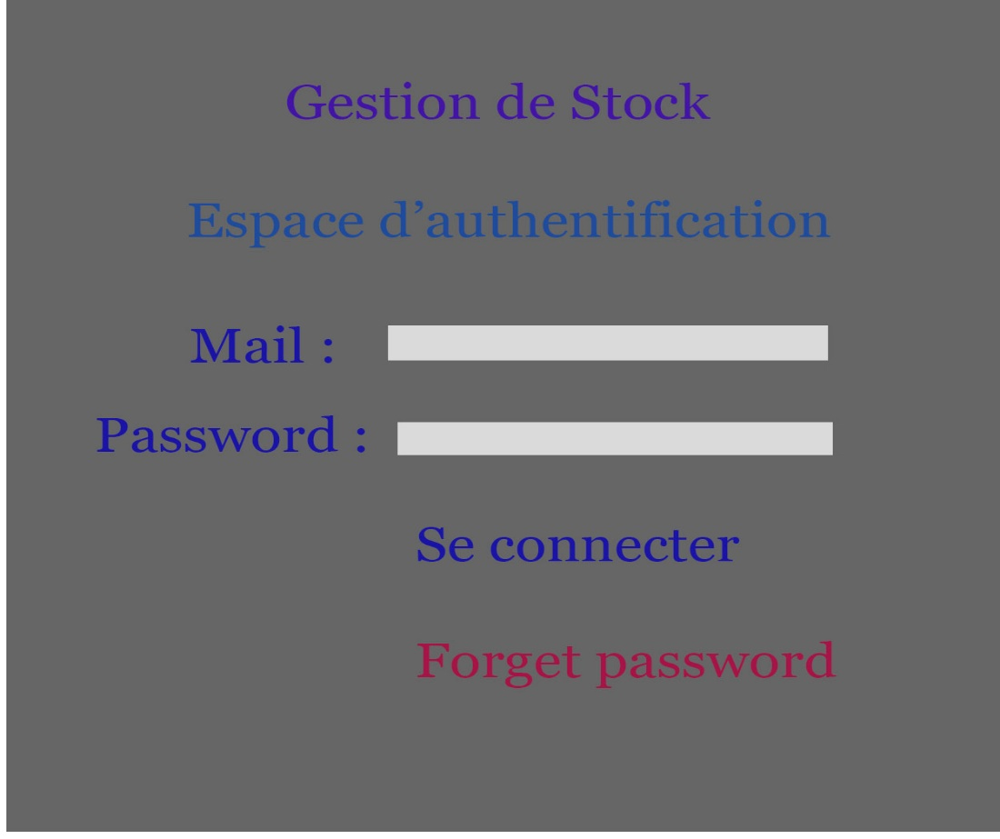 Gestion de Stock
Espace d’authentification
Mail :
Password :
Se connecter
Forget password